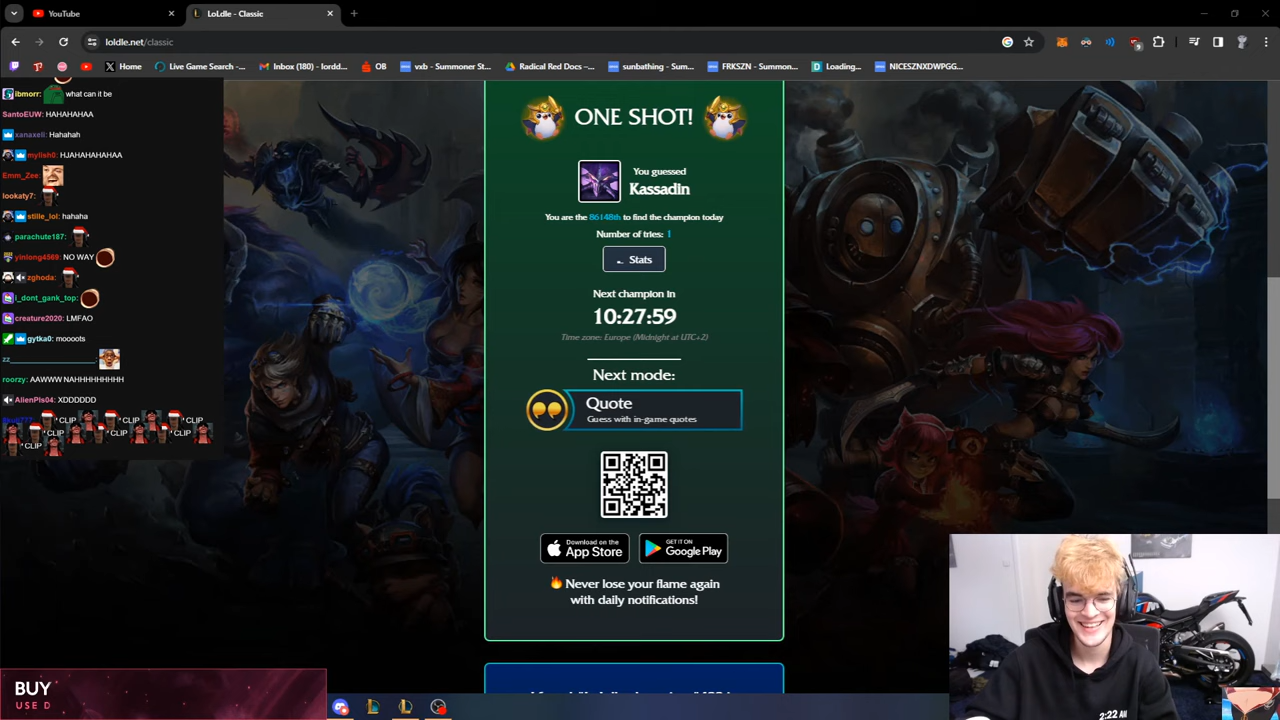 YouTube
LoLdle - Classic
loldle.net/classic
Home
Live Game Search -...
Inbox (180) - lordd...
OB
vxb - Summoner St...
Radical Red Docs -...
sunbathing - Sum...
FRKSZN - Summon...
Loading...
NICESZNXDWPGG...
ibmorr: what can it be
SantoEUW: HAHAHAHAA
xanaxeli: Hahahah
mylish0: HJAHAHAHAHAA
Emm_Zee:
lookaty7:
stille_lol: hahaha
parachute187:
yinlong4569: NO WAY
zghoda:
i_dont_gank_top:
creature2020: LMFAO
gytka0: moooots
roorzy: AAWWW NAHHHHHHHHH
AlienPls04: XDDDDDD
CLIP CLIP CLIP
CLIP CLIP CLIP
CLIP
ONE SHOT!
You guessed
Kassadin
You are the 86148th to find the champion today
Number of tries: 1
Stats
Next champion in
10:27:59
Time zone: Europe (Midnight at UTC+2)
Next mode:
Quote
Guess with in-game quotes
Download on the
App Store
GET IT ON
Google Play
Never lose your flame again
with daily notifications!
BUY
USE D
2:22 AM